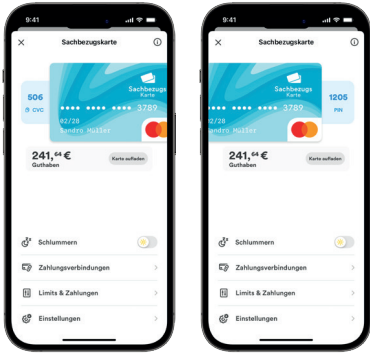 9:41
Sachbezugskarte
506
CVC
Sachbezugs
Karte
•••• •••• •••• 3789
02/28
Sandro Müller
241,64 €
Guthaben
Karte aufladen
Schlummern
Zahlungsverbindungen
Limits & Zahlungen
Einstellungen
9:41
Sachbezugskarte
Sachbezugs
Karte
•••• •••• •••• 3789
02/28
Sandro Müller
1205
PIN
241,64 €
Guthaben
Karte aufladen
Schlummern
Zahlungsverbindungen
Limits & Zahlungen
Einstellungen